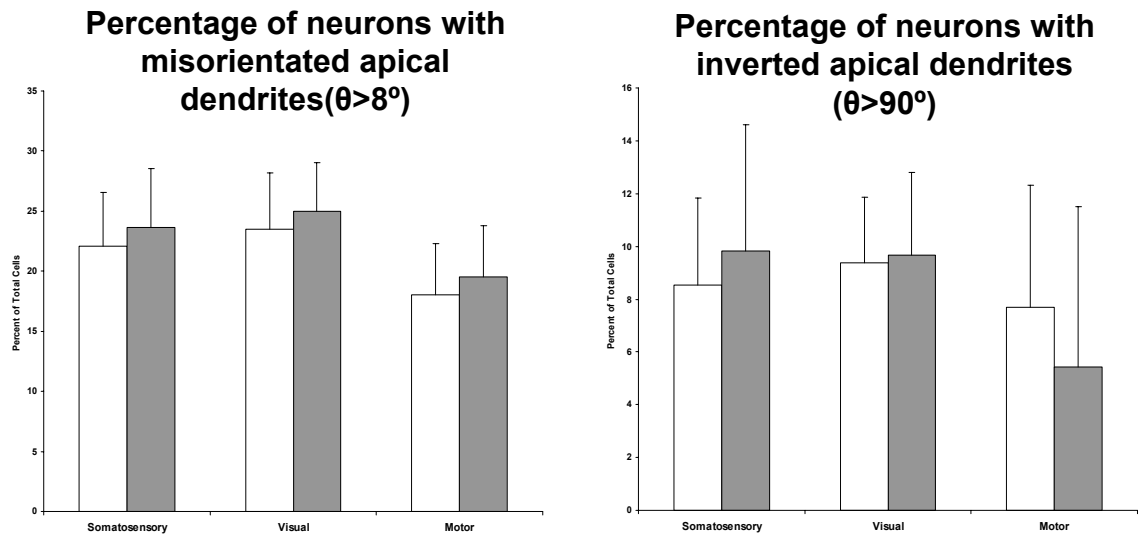 Percentage of neurons with
misorientated apical
dendrites(θ>8º)
35
30
25
20
15
10
5
0
Percent of Total Cells
Somatosensory Visual Motor
Percentage of neurons with
inverted apical dendrites
(θ>90º)
16
14
12
10
8
6
4
2
0
Percent of Total Cells
Somatosensory Visual Motor